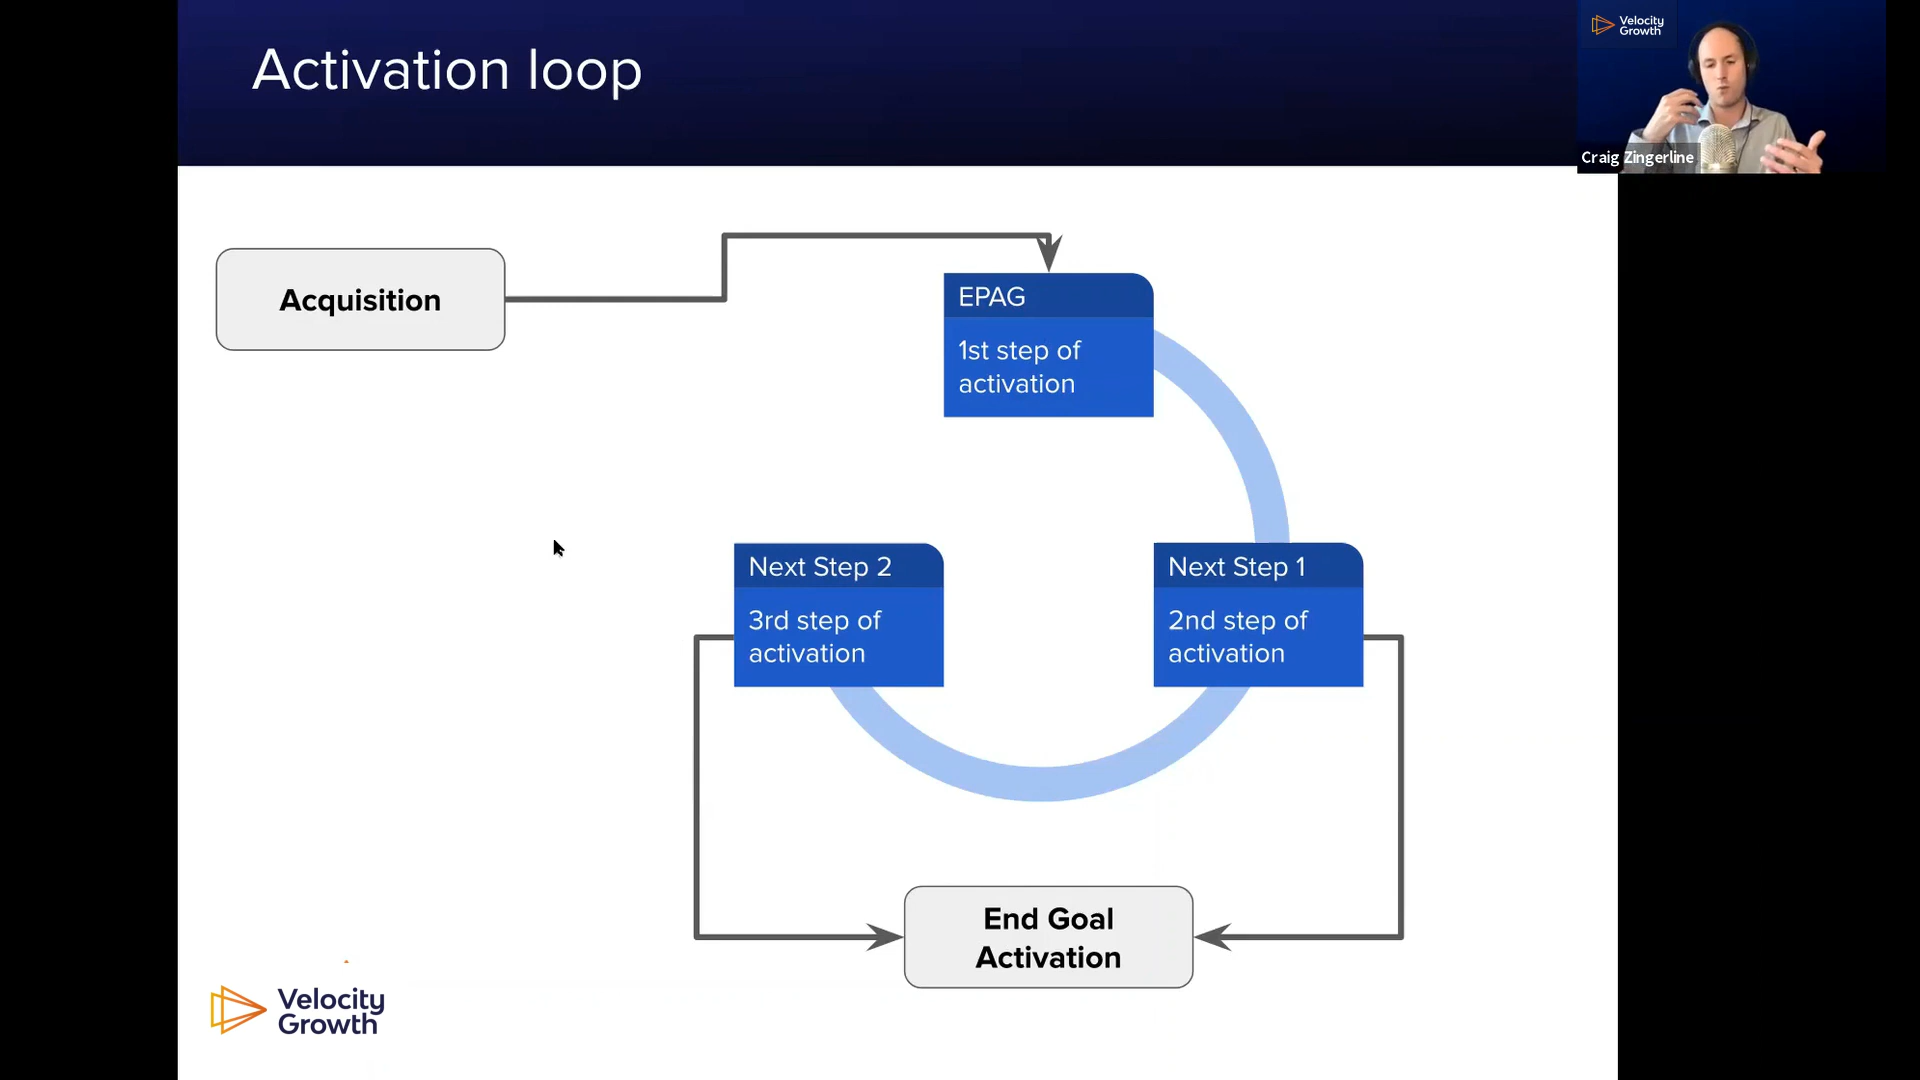 Activation loop
Velocity
Growth
Craig Zingerline
Acquisition
EPAG
1st step of
activation
Next Step 2
3rd step of
activation
Next Step 1
2nd step of
activation
End Goal
Activation
Velocity
Growth